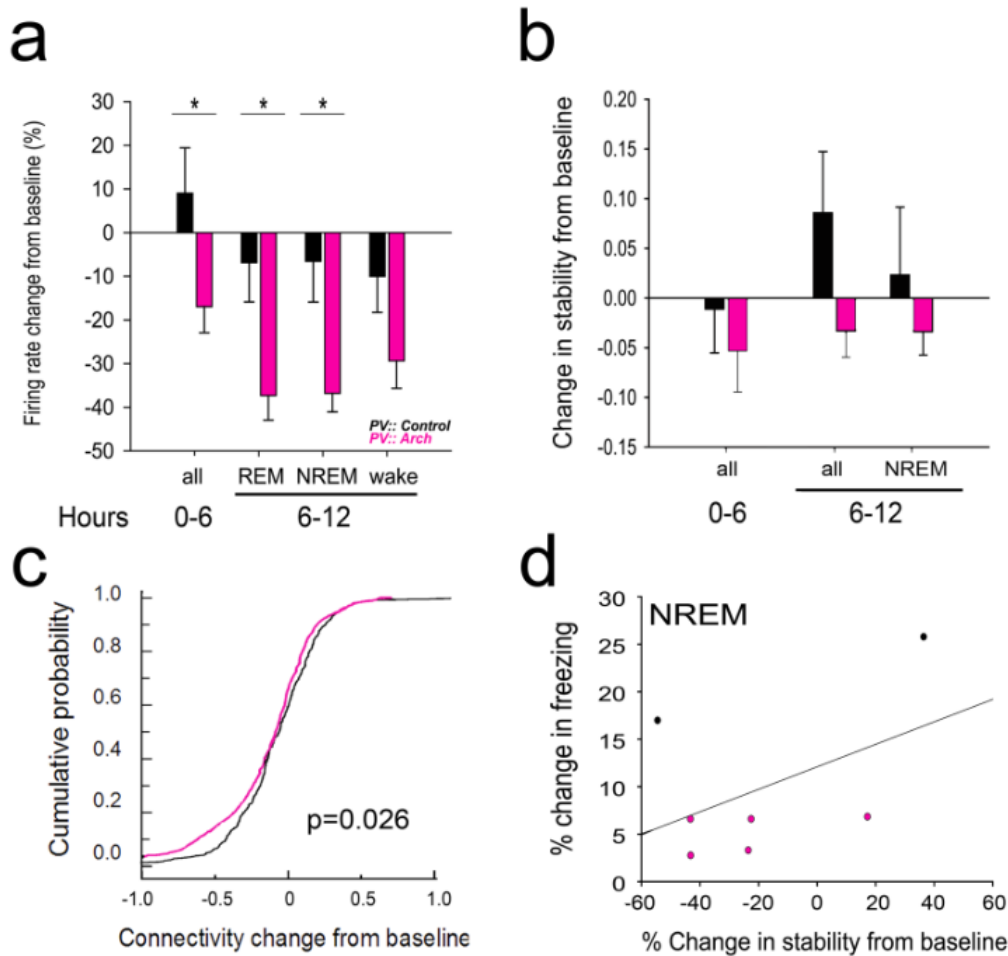 a
Firing rate change from baseline (%)
30
20
10
0
-10
-20
-30
-40
-50
* * *
PV:: Control
PV:: Arch
all REM NREM wake
Hours 0-6 6-12
b
Change in stability from baseline
0.20
0.15
0.10
0.05
0.00
-0.05
-0.10
-0.15
all all NREM
0-6 6-12
c
Cumulative probability
1.0
0.8
0.6
0.4
0.2
0.0
p=0.026
-1.0 -0.5 0 0.5 1.0
Connectivity change from baseline
d
% change in freezing
30
25
20
15
10
5
0
NREM
-60 -40 -20 0 20 40 60
% Change in stability from baseline